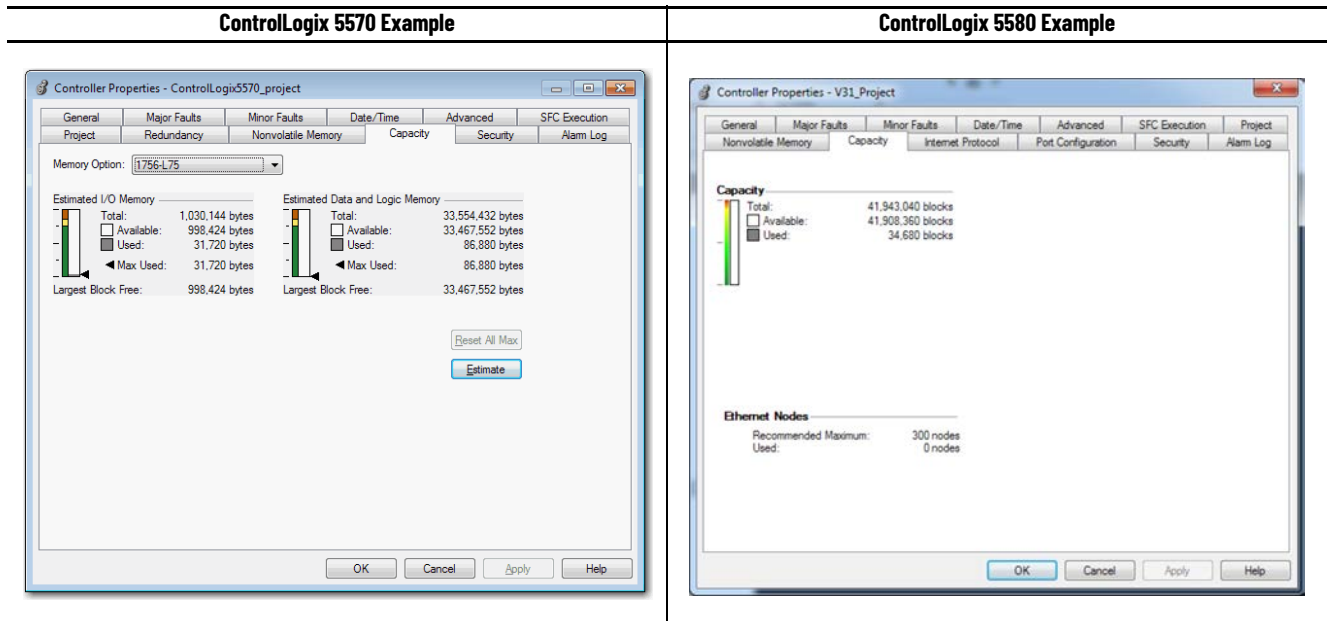 ControlLogix 5570 Example
ControlLogix 5580 Example
Controller Properties - ControlLogix5570_project
General Major Faults Minor Faults Date/Time Advanced SFC Execution
Project Redundancy Nonvolatile Memory Capacity Security Alarm Log
Memory Option: 1756-L75
Estimated I/O Memory
Total: 1,030,144 bytes
Available: 998,424 bytes
Used: 31,720 bytes
Max Used: 31,720 bytes
Largest Block Free: 998,424 bytes
Estimated Data and Logic Memory
Total: 33,554,432 bytes
Available: 33,467,552 bytes
Used: 86,880 bytes
Max Used: 86,880 bytes
Largest Block Free: 33,467,552 bytes
Reset All Max
Estimate
OK Cancel Apply Help
Controller Properties - V31_Project
General Major Faults Minor Faults Date/Time Advanced SFC Execution Project
Nonvolatile Memory Capacity Internet Protocol Port Configuration Security Alarm Log
Capacity
Total: 41,943,040 blocks
Available: 41,908,360 blocks
Used: 34,680 blocks
Ethernet Nodes
Recommended Maximum: 300 nodes
Used: 0 nodes
OK Cancel Apply Help